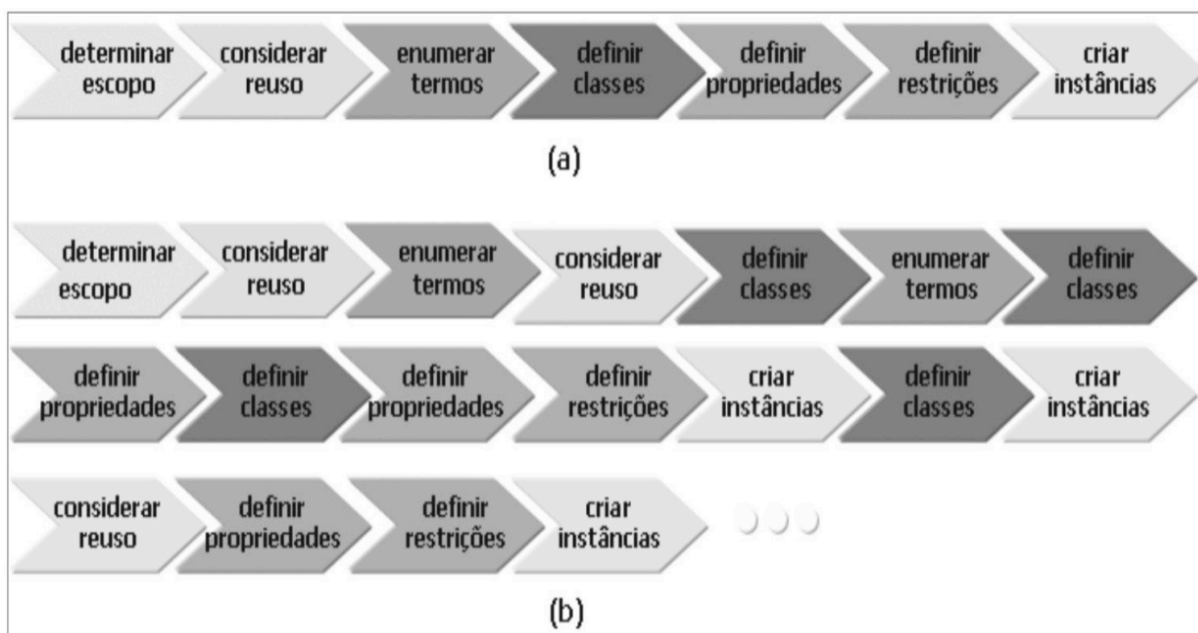 determinar
escopo
considerar
reuso
enumerar
termos
definir
classes
definir
propriedades
definir
restrições
criar
instâncias
(a)
determinar
escopo
considerar
reuso
enumerar
termos
considerar
reuso
definir
classes
enumerar
termos
definir
classes
definir
propriedades
definir
classes
definir
propriedades
definir
restrições
criar
instâncias
definir
classes
criar
instâncias
considerar
reuso
definir
propriedades
definir
restrições
criar
instâncias
(b)